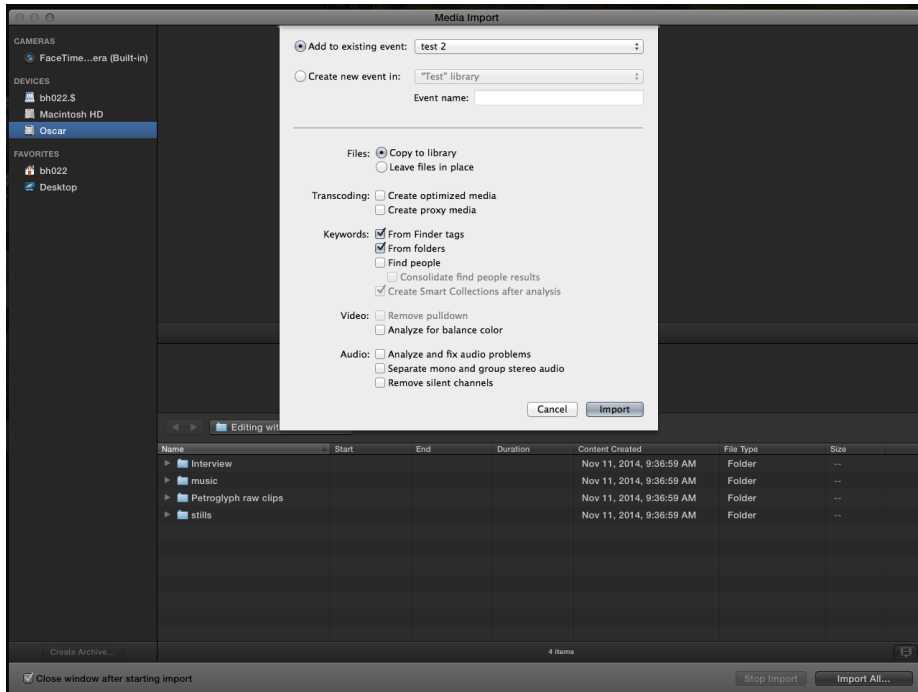 Media Import
CAMERAS
FaceTime…era (Built-in)
DEVICES
bh022.$
Macintosh HD
Oscar
FAVORITES
bh022
Desktop
Add to existing event: test 2
Create new event in: "Test" library
Event name:
Files: Copy to library
Leave files in place
Transcoding: Create optimized media
Create proxy media
Keywords: From Finder tags
From folders
Find people
Consolidate find people results
Create Smart Collections after analysis
Video: Remove pulldown
Analyze for balance color
Audio: Analyze and fix audio problems
Separate mono and group stereo audio
Remove silent channels
Cancel Import
Editing wit
Name Start End Duration Content Created File Type Size
Interview Nov 11, 2014, 9:36:59 AM Folder --
music Nov 11, 2014, 9:36:59 AM Folder --
Petroglyph raw clips Nov 11, 2014, 9:36:59 AM Folder --
stills Nov 11, 2014, 9:36:59 AM Folder --
Create Archive… 4 items
Close window after starting import Stop Import Import All…